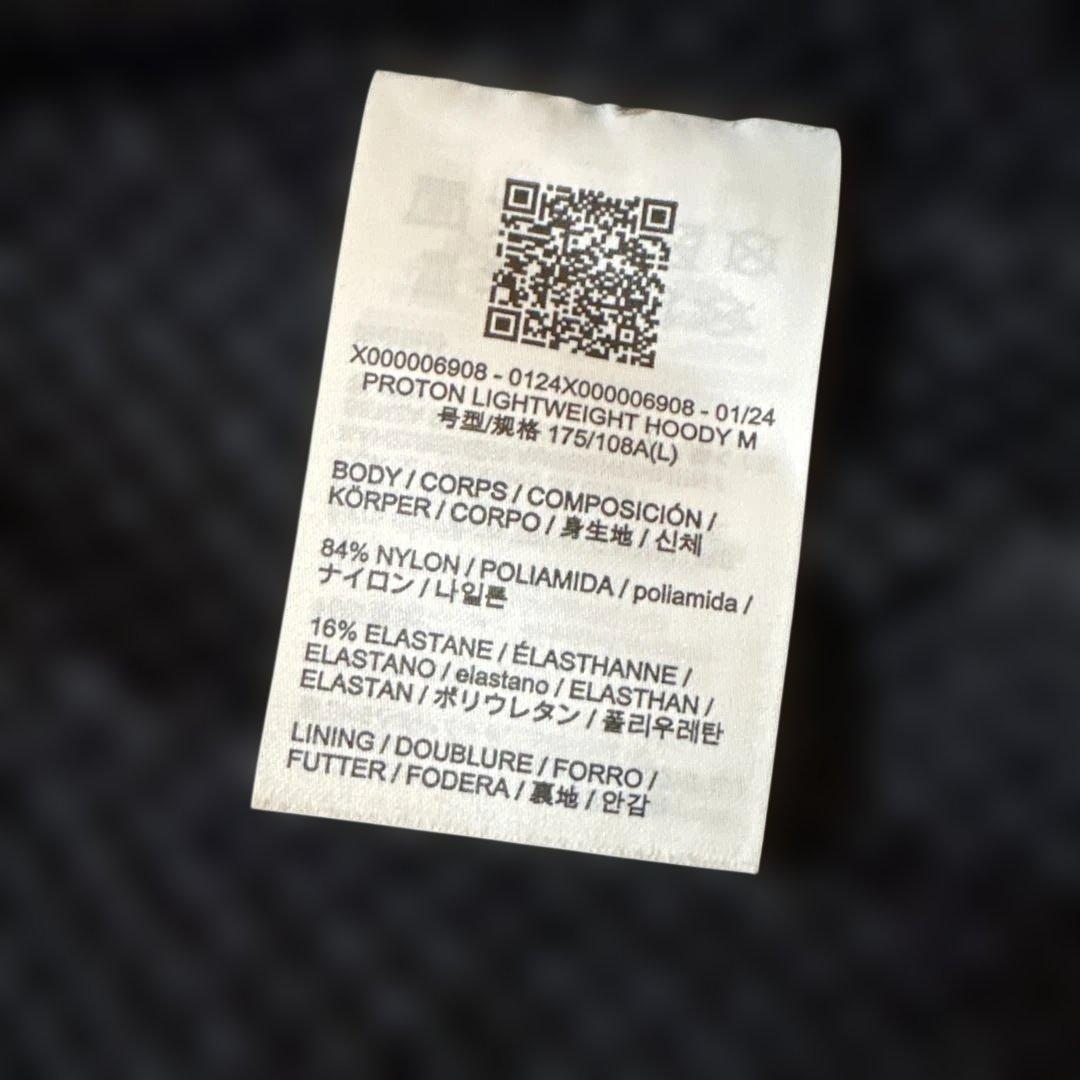 X000006908 - 0124X000006908 - 01/24
PROTON LIGHTWEIGHT HOODY M
号型/规格 175/108A(L)
BODY / CORPS / COMPOSICIÓN /
KÖRPER / CORPO / 身生地 / 신체
84% NYLON / POLIAMIDA / poliamida /
ナイロン / 나일론
16% ELASTANE / ÉLASTHANNE /
ELASTANO / elastano / ELASTHAN /
ELASTAN / ポリウレタン / 폴리우레탄
LINING / DOUBLURE / FORRO /
FUTTER / FODERA / 裏地 / 안감